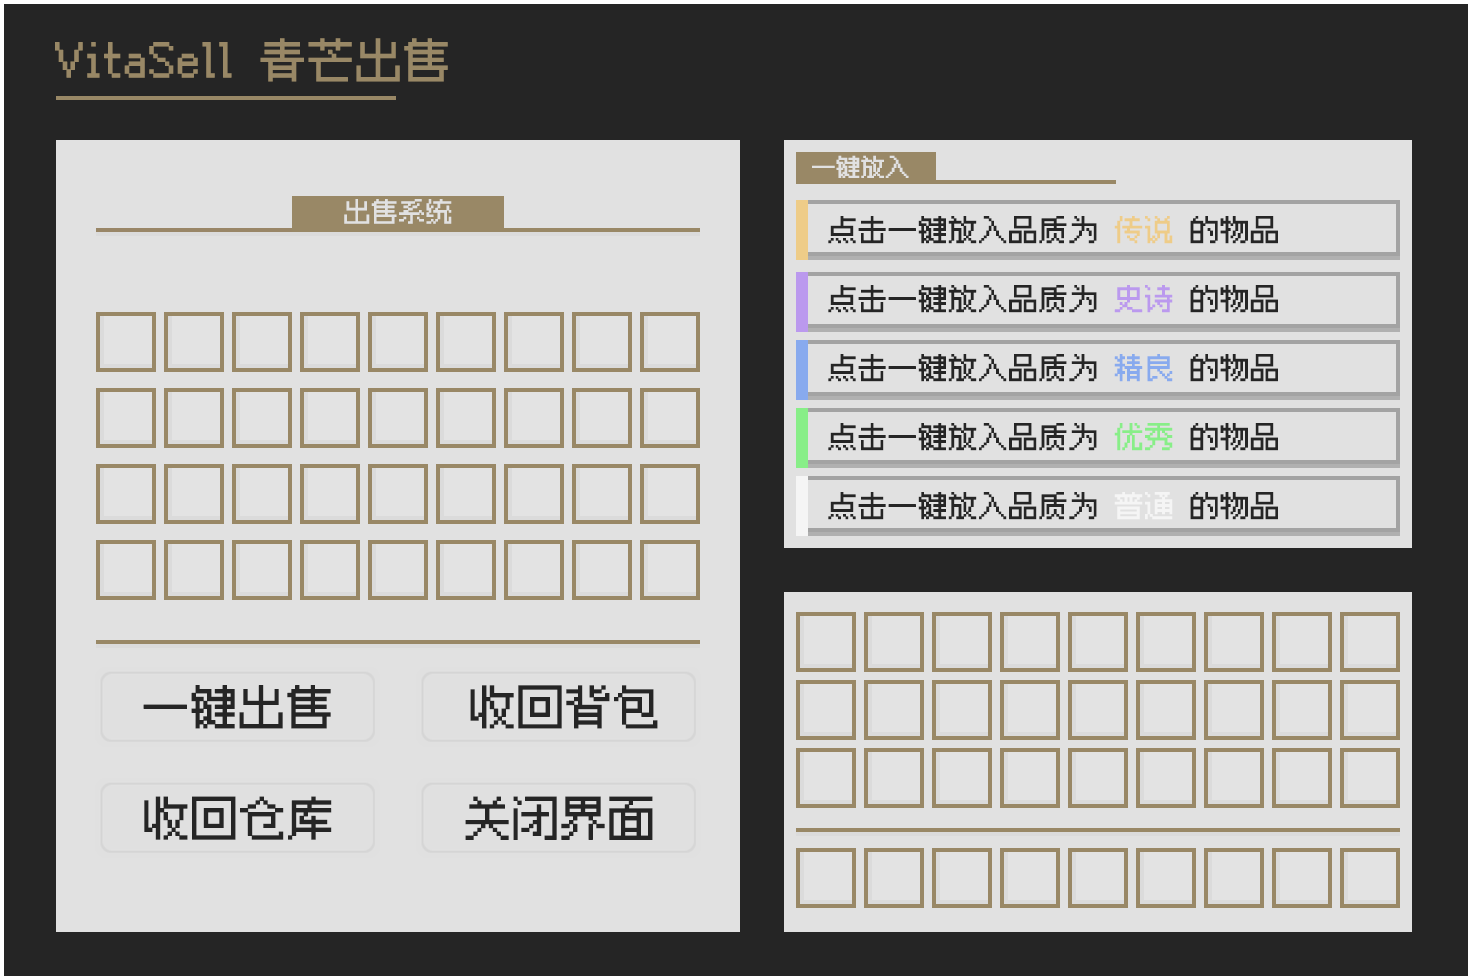 VitaSell 青芒出售
出售系统
一键出售
收回背包
收回仓库
关闭界面
一键放入
点击一键放入品质为 传说 的物品
点击一键放入品质为 史诗 的物品
点击一键放入品质为 精良 的物品
点击一键放入品质为 优秀 的物品
点击一键放入品质为 普通 的物品